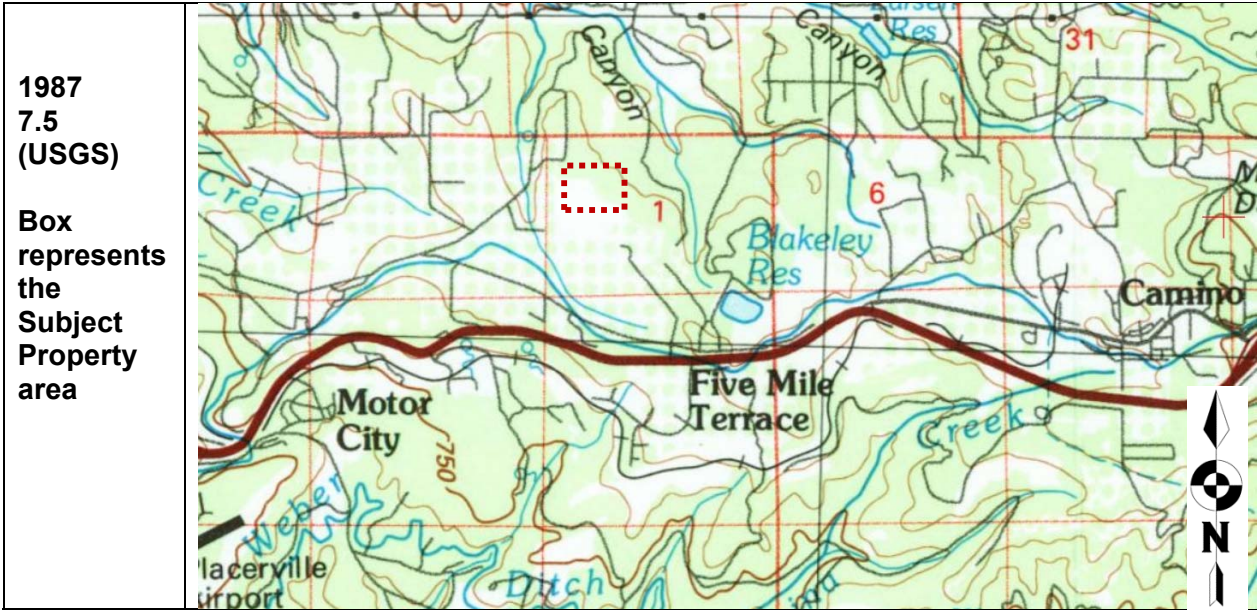 1987
7.5
(USGS)
Box
represents
the
Subject
Property
area
Canyon
Canyon
Res
31
Creek
1
6
Blakeley
Res
Camino
Motor
City
Five Mile
Terrace
750
Creek
Weber
Ditch
N